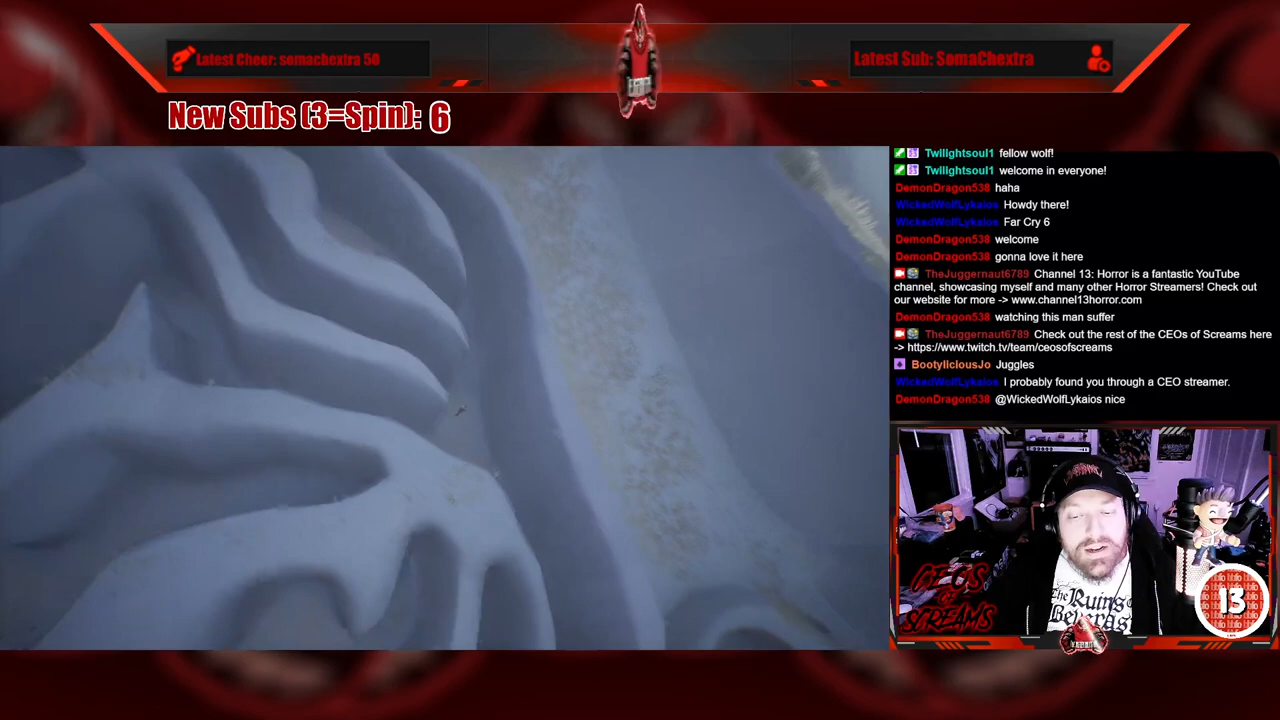 Latest Cheer: somachextra 50
Latest Sub: SomaChextra
New Subs (3=Spin): 6
Twilightsoul1 fellow wolf!
Twilightsoul1 welcome in everyone!
DemonDragon538 haha
WickedWolfLykaios Howdy there!
WickedWolfLykaios Far Cry 6
DemonDragon538 welcome
DemonDragon538 gonna love it here
TheJuggernaut6789 Channel 13: Horror is a fantastic YouTube
channel, showcasing myself and many other Horror Streamers! Check out
our website for more -> www.channel13horror.com
DemonDragon538 watching this man suffer
TheJuggernaut6789 Check out the rest of the CEOs of Screams here
-> https://www.twitch.tv/team/ceosofscreams
BootyliciousJo Juggles
WickedWolfLykaios I probably found you through a CEO streamer.
DemonDragon538 @WickedWolfLykaios nice
CEOS
OF
SCREAMS
The Ruins
Beverast
13